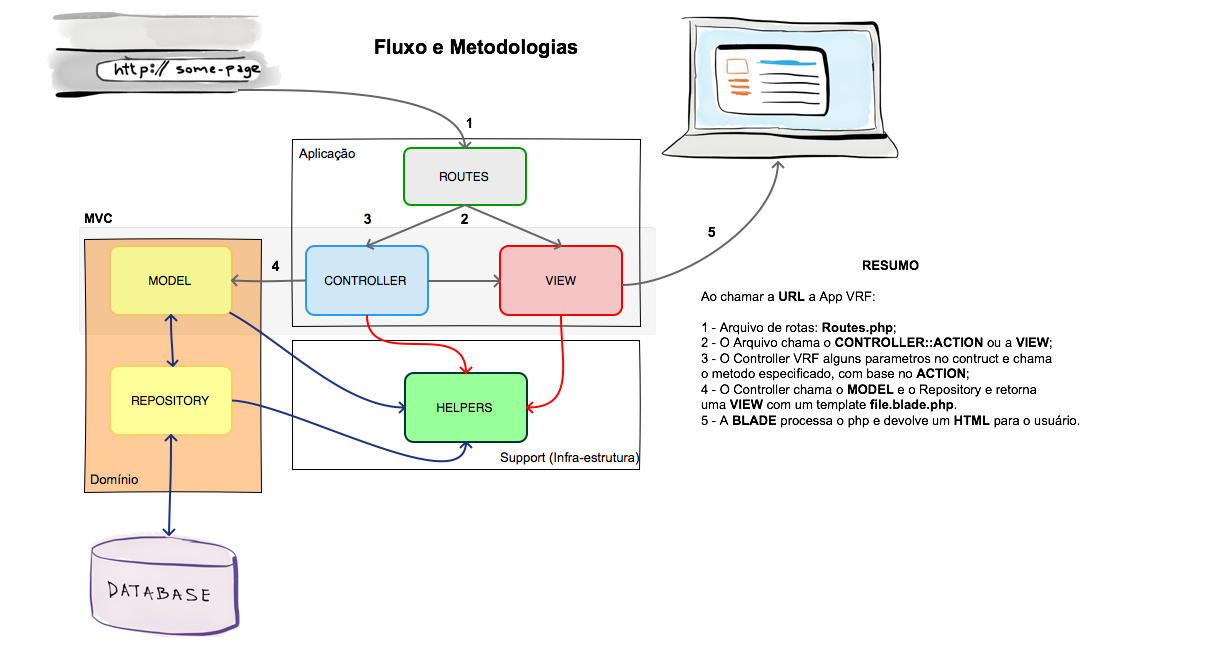 Fluxo e Metodologias
http:// some-page
1
Aplicação
ROUTES
MVC
3
2
5
4
MODEL
CONTROLLER
VIEW
REPOSITORY
HELPERS
Support (Infra-estrutura)
Domínio
DATABASE
RESUMO
Ao chamar a URL a App VRF:
1 - Arquivo de rotas: Routes.php;
2 - O Arquivo chama o CONTROLLER::ACTION ou a VIEW;
3 - O Controller VRF alguns parametros no contruct e chama
o metodo especificado, com base no ACTION;
4 - O Controller chama o MODEL e o Repository e retorna
uma VIEW com um template file.blade.php.
5 - A BLADE processa o php e devolve um HTML para o usuário.